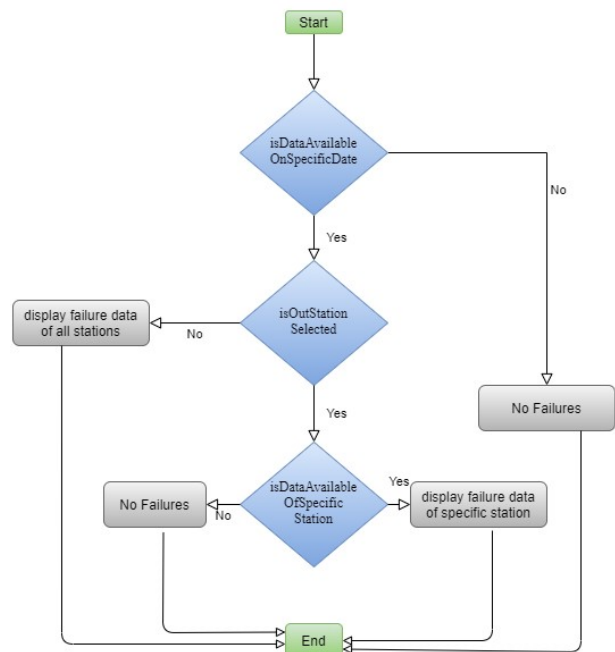 Start
isDataAvailable
OnSpecificDate
No
Yes
isOutStation
Selected
display failure data
of all stations
No
Yes
No Failures
isDataAvailable
OfSpecific
Station
Yes
display failure data
of specific station
No Failures
No
End